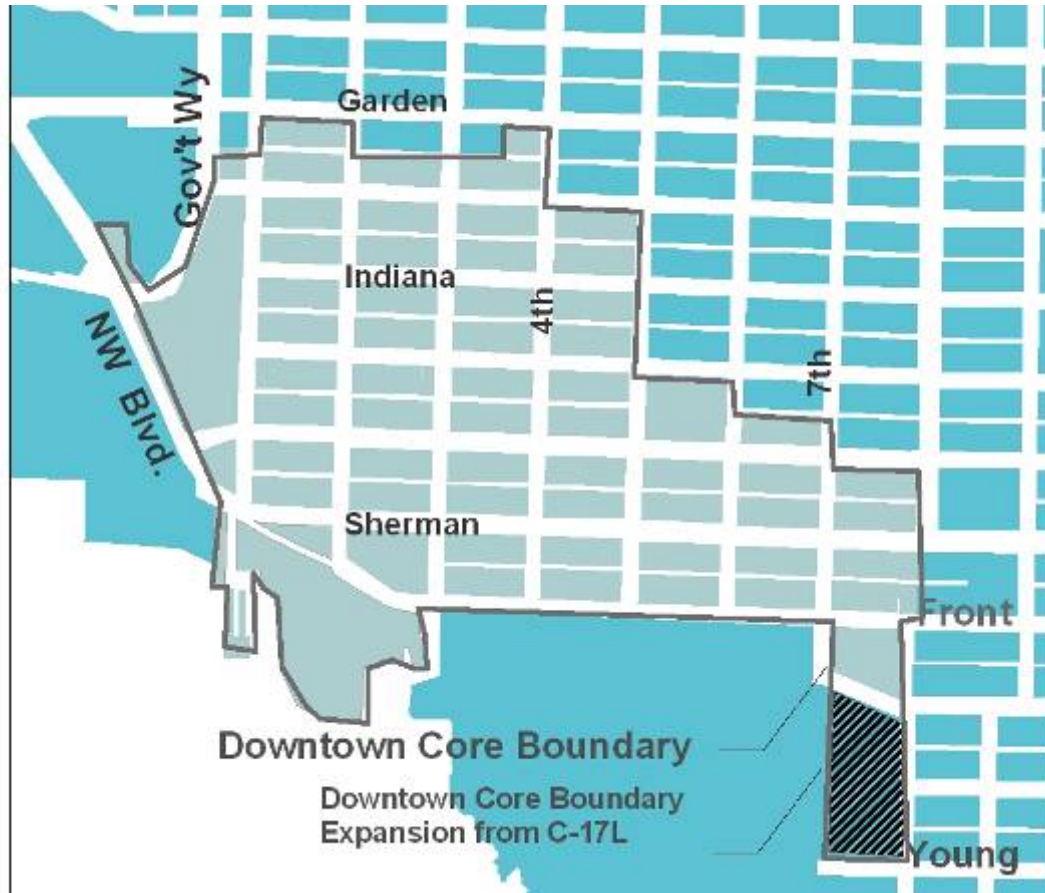 Garden
Gov't Wy
Indiana
4th
NW Blvd.
7th
Sherman
Front
Downtown Core Boundary
Downtown Core Boundary
Expansion from C-17L
Young